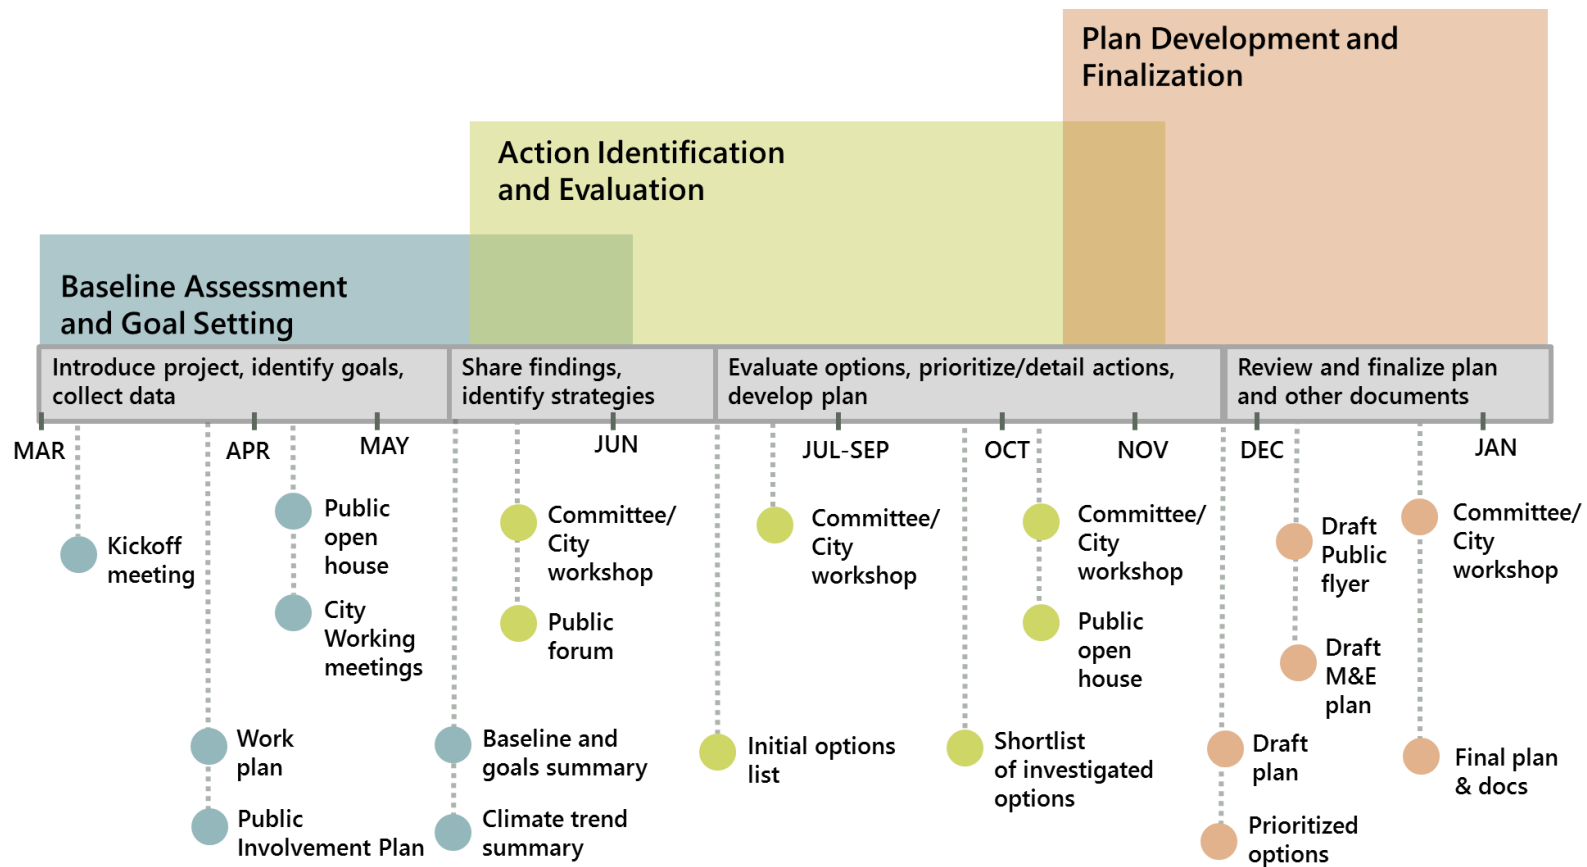 Plan Development and
Finalization
Action Identification
and Evaluation
Baseline Assessment
and Goal Setting
Introduce project, identify goals,
collect data
Share findings,
identify strategies
Evaluate options, prioritize/detail actions,
develop plan
Review and finalize plan
and other documents
MAR
APR
MAY
JUN
JUL-SEP
OCT
NOV
DEC
JAN
Kickoff
meeting
Public
open
house
City
Working
meetings
Work
plan
Public
Involvement Plan
Committee/
City
workshop
Public
forum
Baseline and
goals summary
Climate trend
summary
Committee/
City
workshop
Initial options
list
Committee/
City
workshop
Public
open
house
Shortlist
of investigated
options
Draft
Public
flyer
Draft
M&E
plan
Draft
plan
Prioritized
options
Committee/
City
workshop
Final plan
& docs